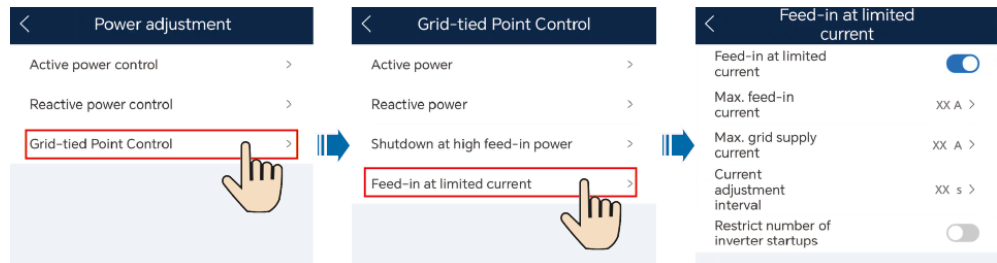 Power adjustment
Active power control
Reactive power control
Grid-tied Point Control
Grid-tied Point Control
Active power
Reactive power
Shutdown at high feed-in power
Feed-in at limited current
Feed-in at limited
current
Feed-in at limited
current
Max. feed-in
current
XX A
Max. grid supply
current
XX A
Current
adjustment
interval
XX s
Restrict number of
inverter startups